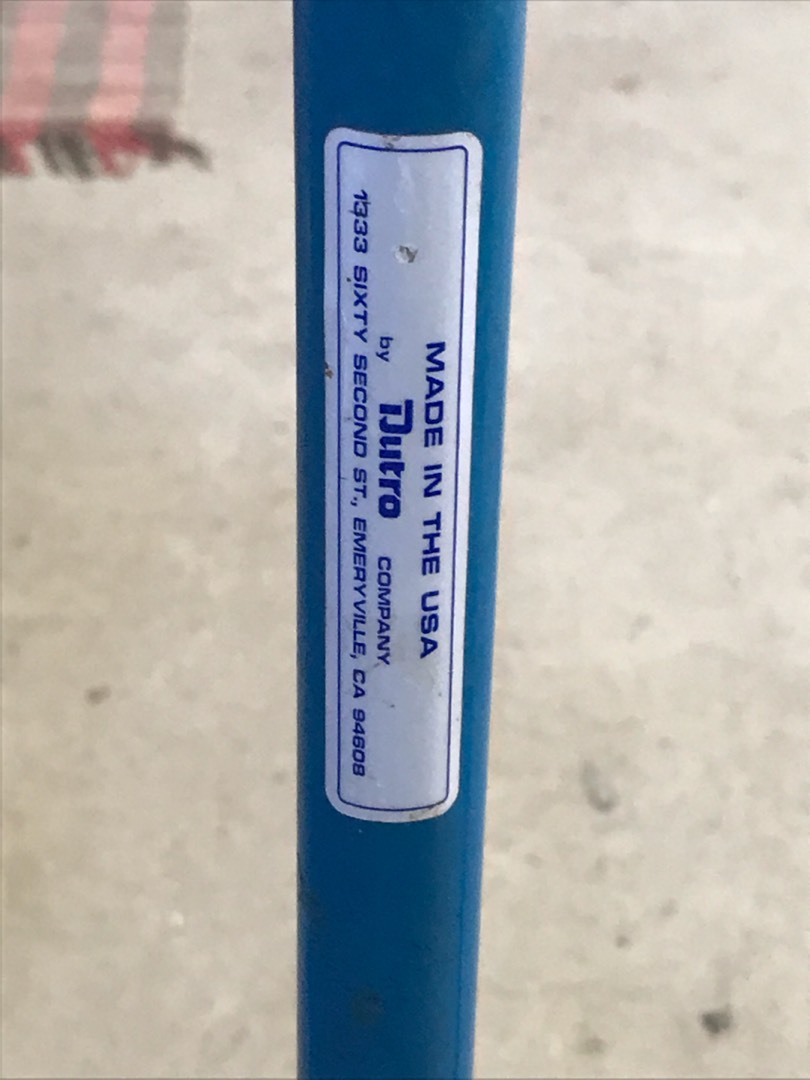 MADE IN THE USA
by Dutro COMPANY
1333 SIXTY SECOND ST., EMERYVILLE, CA 94608